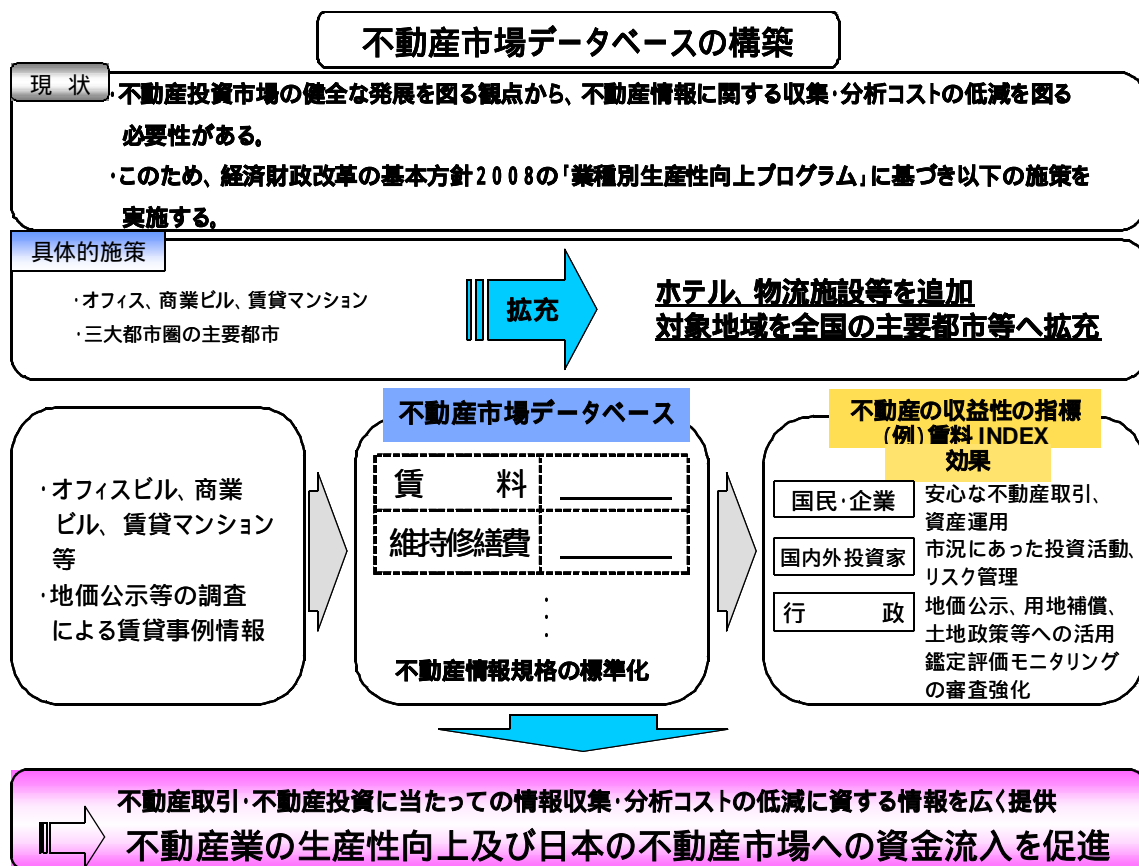 不動産市場データベースの構築
現 状
・不動産投資市場の健全な発展を図る観点から、不動産情報に関する収集・分析コストの低減を図る
必要性がある。
・このため、経済財政改革の基本方針2008の「業種別生産性向上プログラム」に基づき以下の施策を
実施する。
具体的施策
・オフィス、商業ビル、賃貸マンション
・三大都市圏の主要都市
拡充
ホテル、物流施設等を追加
対象地域を全国の主要都市等へ拡充
・オフィスビル、商業
ビル、賃貸マンション
等
・地価公示等の調査
による賃貸事例情報
不動産市場データベース
賃 料
維持修繕費
・
・
・
不動産情報規格の標準化
不動産の収益性の指標
(例)賃料 INDEX
効果
国民・企業
安心な不動産取引、
資産運用
国内外投資家
市況にあった投資活動、
リスク管理
行 政
地価公示、用地補償、
土地政策等への活用
鑑定評価モニタリング
の審査強化
不動産取引・不動産投資に当たっての情報収集・分析コストの低減に資する情報を広く提供
不動産業の生産性向上及び日本の不動産市場への資金流入を促進